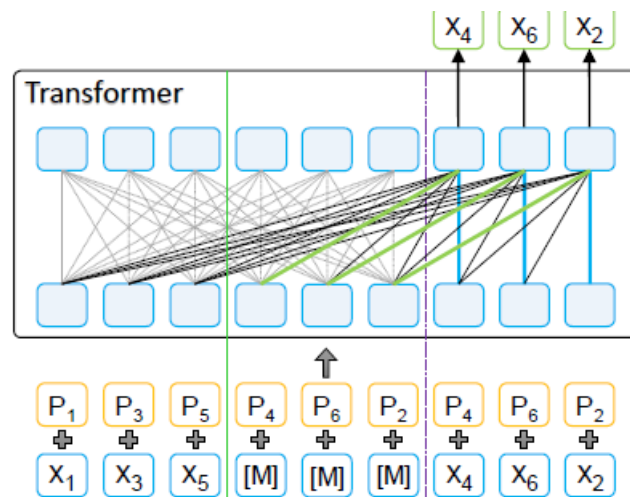 X4 X6 X2
Transformer
P1 P3 P5 P4 P6 P2 P4 P6 P2
X1 X3 X5 [M] [M] [M] X4 X6 X2